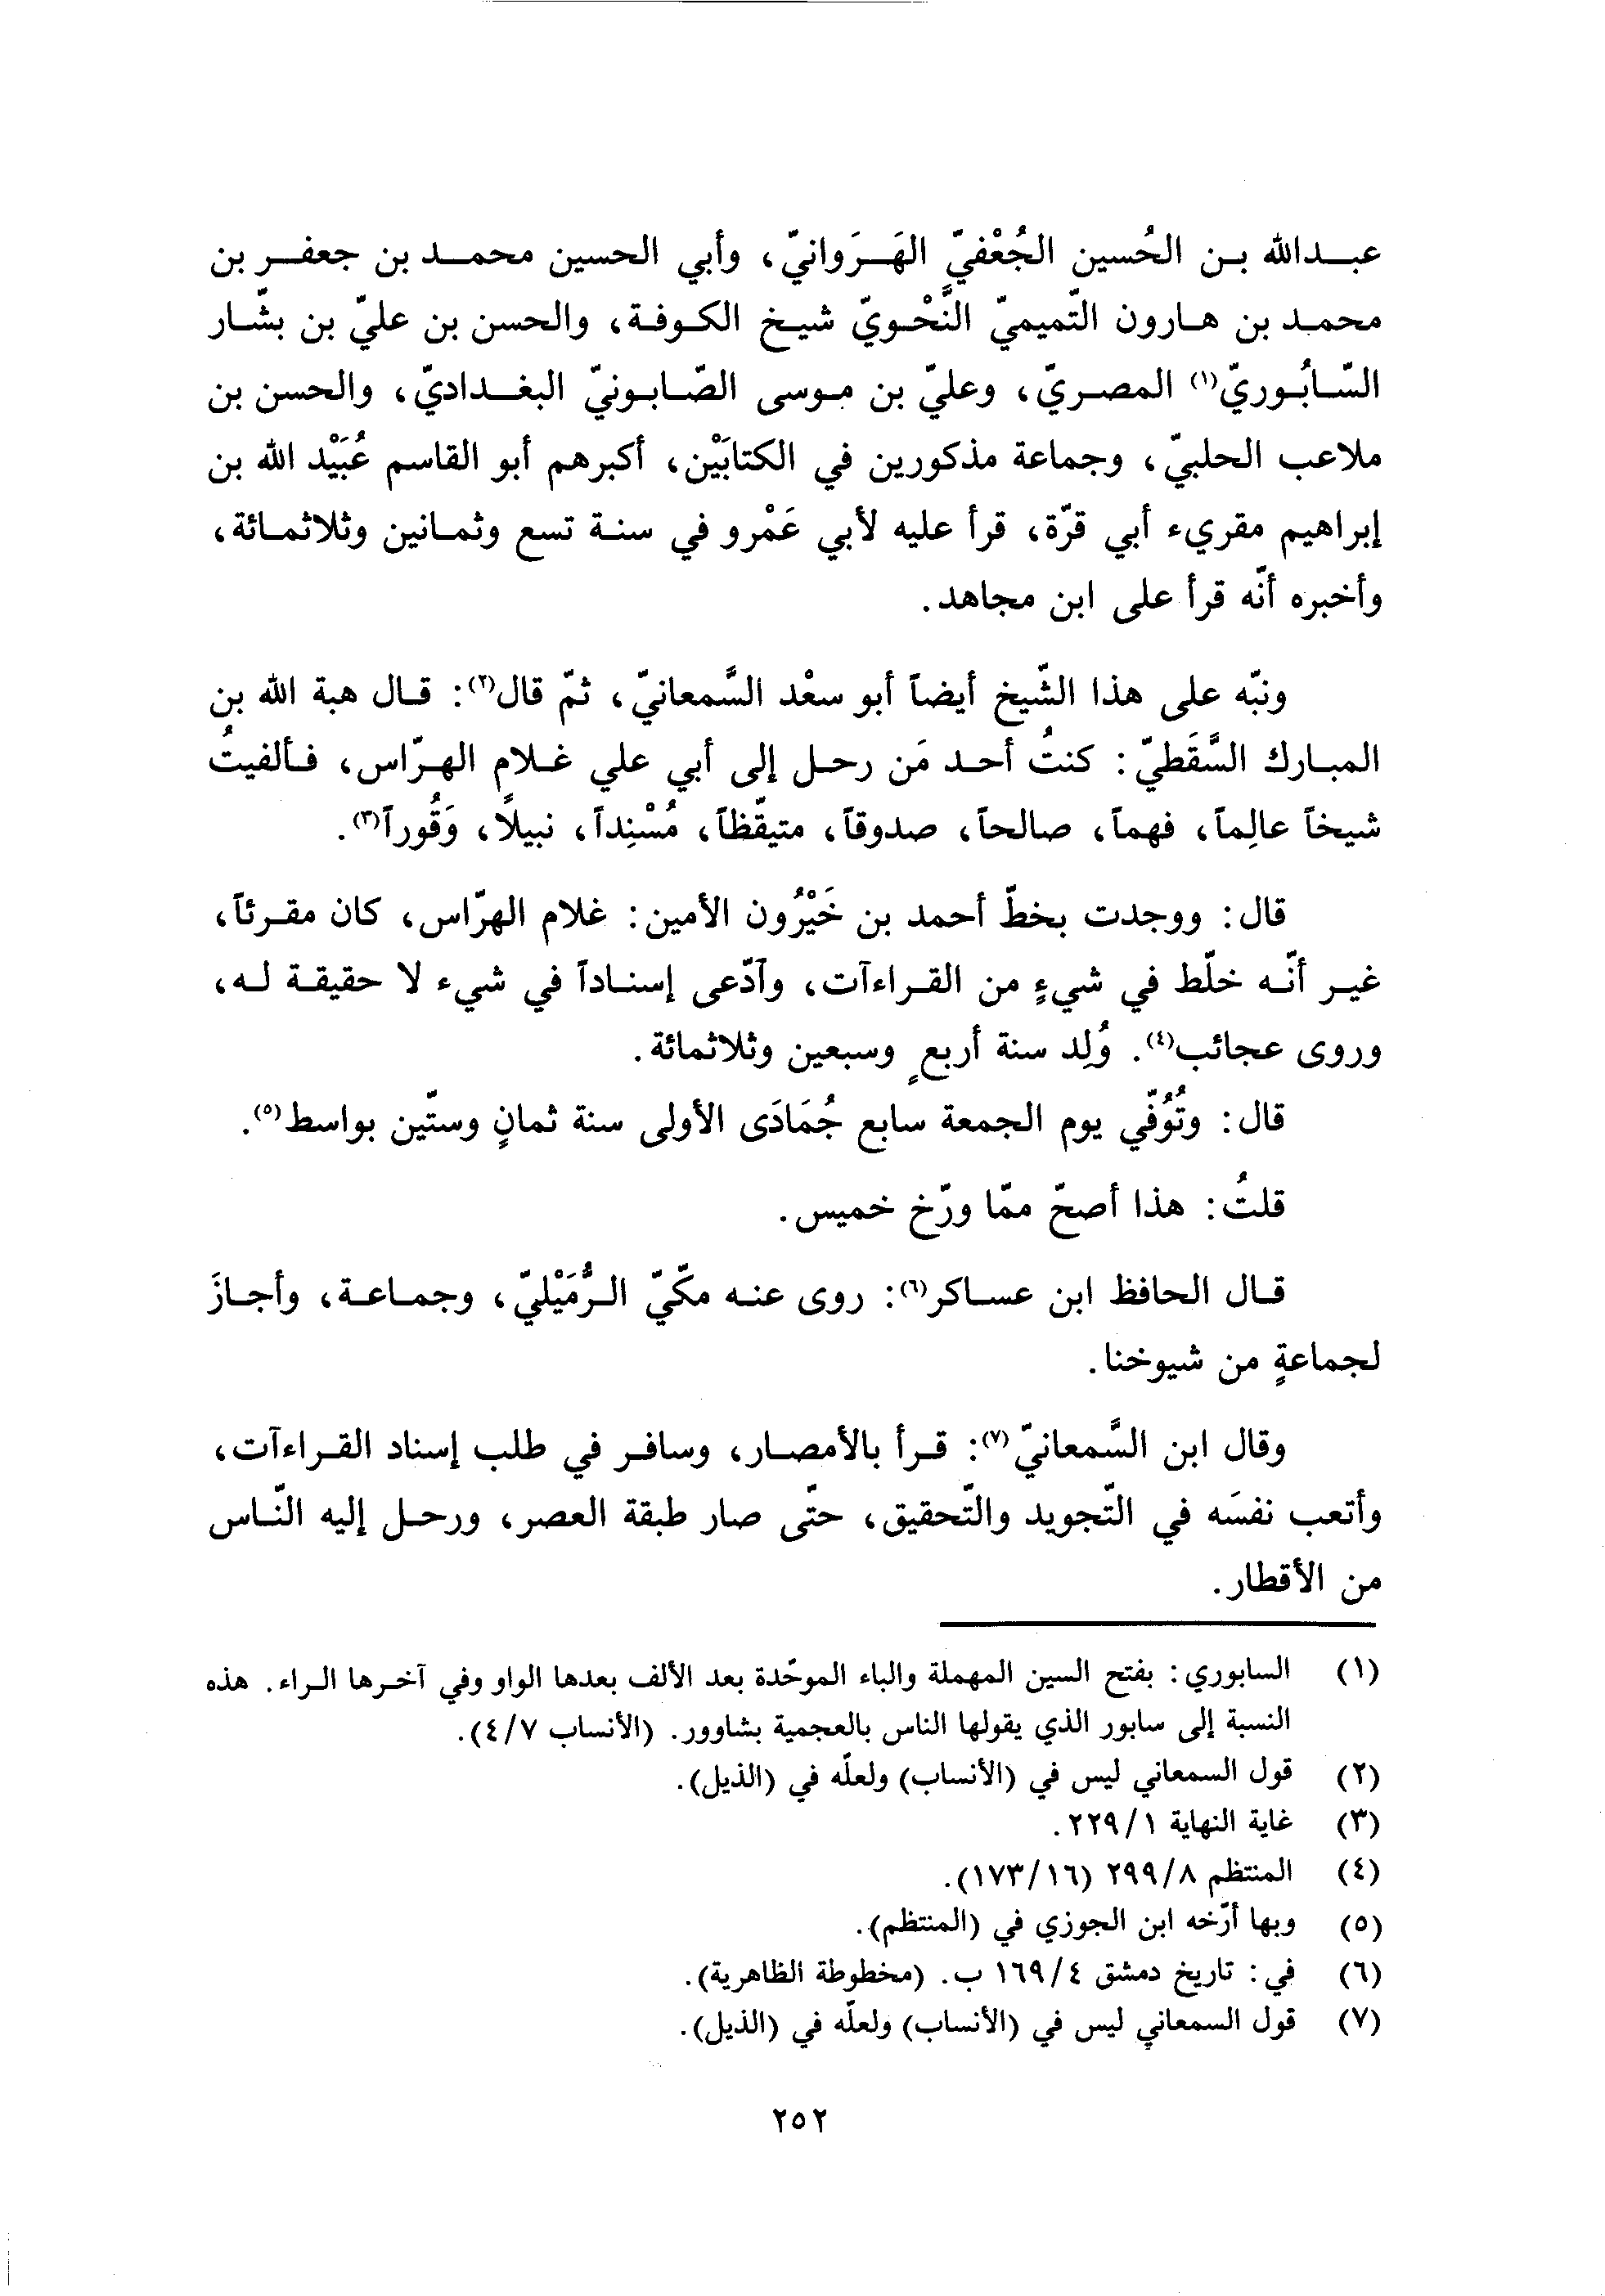 عبدالله بن الحُسين الجُعْفيّ الهَرَوانيّ، وأبي الحسين محمد بن جعفر بن
محمد بن هارون التّميميّ النَّحْويّ شيخ الكوفة، والحسن بن عليّ بن بشّار
السّابُوريّ(١) المصريّ، وعليّ بن موسى الصّابونيّ البغداديّ، والحسن بن
ملاعب الحلبيّ، وجماعة مذكورين في الكتابَيْن، أكبرهم أبو القاسم عُبَيْد الله بن
إبراهيم مقريء أبي قرّة، قرأ عليه لأبي عَمْرو في سنة تسع وثمانين وثلاثمائة،
وأخبره أنّه قرأ على ابن مجاهد.
ونبّه على هذا الشّيخ أيضاً أبو سعْد السَّمعانيّ، ثمّ قال(٢): قال هبة الله بن
المبارك السَّقَطيّ: كنتُ أحد مَن رحل إلى أبي علي غلام الهرّاس، فألفيتُ
شيخاً عالِماً، فهماً، صالحاً، صدوقاً، متيقّظاً، مُسْنِداً، نبيلاً، وَقُوراً(٣).
قال: ووجدت بخطّ أحمد بن خَيْرُون الأمين: غلام الهرّاس، كان مقرئاً،
غير أنّه خلّط في شيءٍ من القراءآت، وآدّعى إسناداً في شيء لا حقيقة له،
وروى عجائب(٤). وُلِد سنة أربعٍ وسبعين وثلاثمائة.
قال: وتُوُفّي يوم الجمعة سابع جُمَادَى الأولى سنة ثمانٍ وستّين بواسط(٥).
قلتُ: هذا أصحّ ممّا ورّخ خميس.
قال الحافظ ابن عساكر(٦): روى عنه مكّيّ الرُّمَيْليّ، وجماعة، وأجازَ
لجماعةٍ من شيوخنا.
وقال ابن السَّمعانيّ(٧): قرأ بالأمصار، وسافر في طلب إسناد القراءآت،
وأتعب نفسَه في التّجويد والتّحقيق، حتّى صار طبقة العصر، ورحل إليه النّاس
من الأقطار.
(١) السابوري: بفتح السين المهملة والباء الموحّدة بعد الألف بعدها الواو وفي آخرها الراء. هذه
النسبة إلى سابور الذي يقولها الناس بالعجمية بشاوور. (الأنساب ٤/٧).
(٢) قول السمعاني ليس في (الأنساب) ولعلّه في (الذيل).
(٣) غاية النهاية ٢٢٩/١.
(٤) المنتظم ٢٩٩/٨ (١٧٣/١٦).
(٥) وبها أرّخه ابن الجوزي في (المنتظم).
(٦) في: تاريخ دمشق ١٦٩/٤ ب. (مخطوطة الظاهرية).
(٧) قول السمعاني ليس في (الأنساب) ولعلّه في (الذيل).
٢٥٢